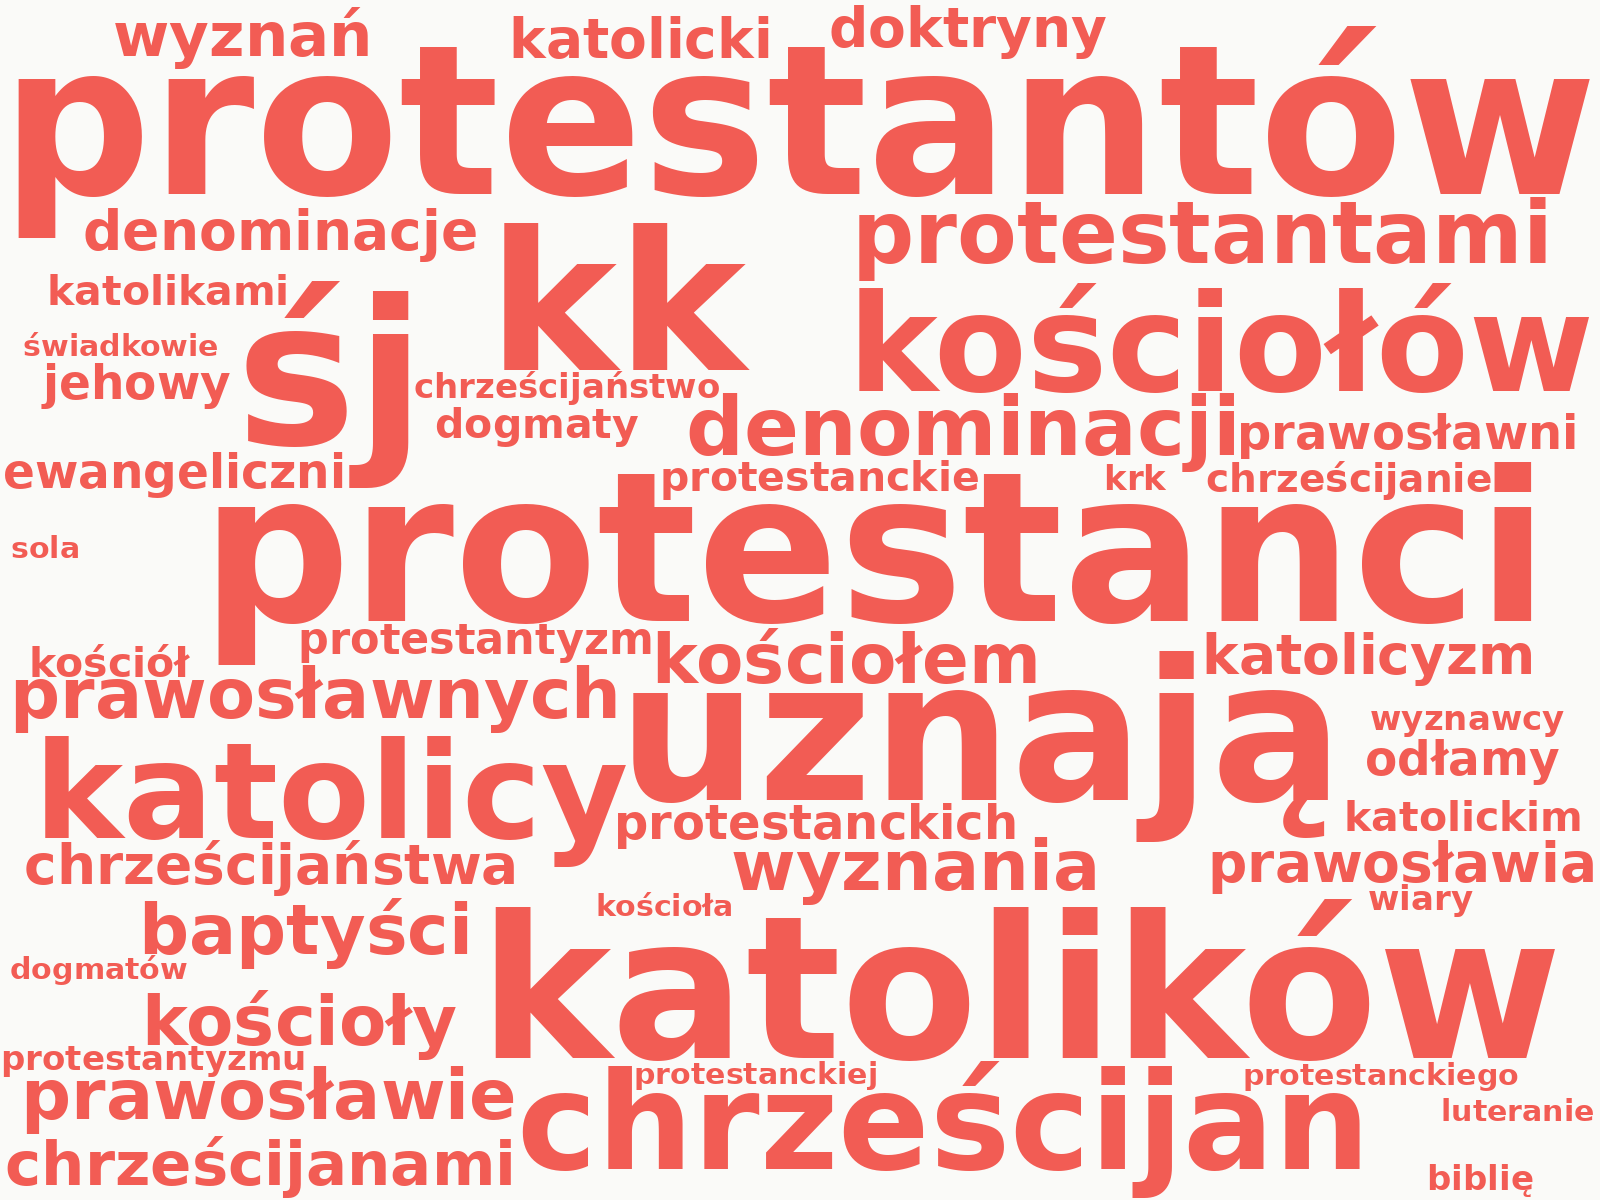 wyznań
katolicki
doktryny
protestantów
denominacje
kk
protestantami
katolikami
śj
kościołów
świadkowie
jehowy
chrześcijaństwo
dogmaty
denominacji
prawosławni
ewangeliczni
protestanckie
krk
chrześcijanie
protestanci
sola
protestantyzm
kościołem
katolicyzm
kościół
prawosławnych
uznają
wyznawcy
odłamy
katolicy
protestanckich
katolickim
chrześcijaństwa
wyznania
prawosławia
wiary
baptyści
kościoła
katolików
dogmatów
kościoły
protestantyzmu
prawosławie
protestanckiej
protestanckiego
chrześcijan
luteranie
chrześcijanami
biblię